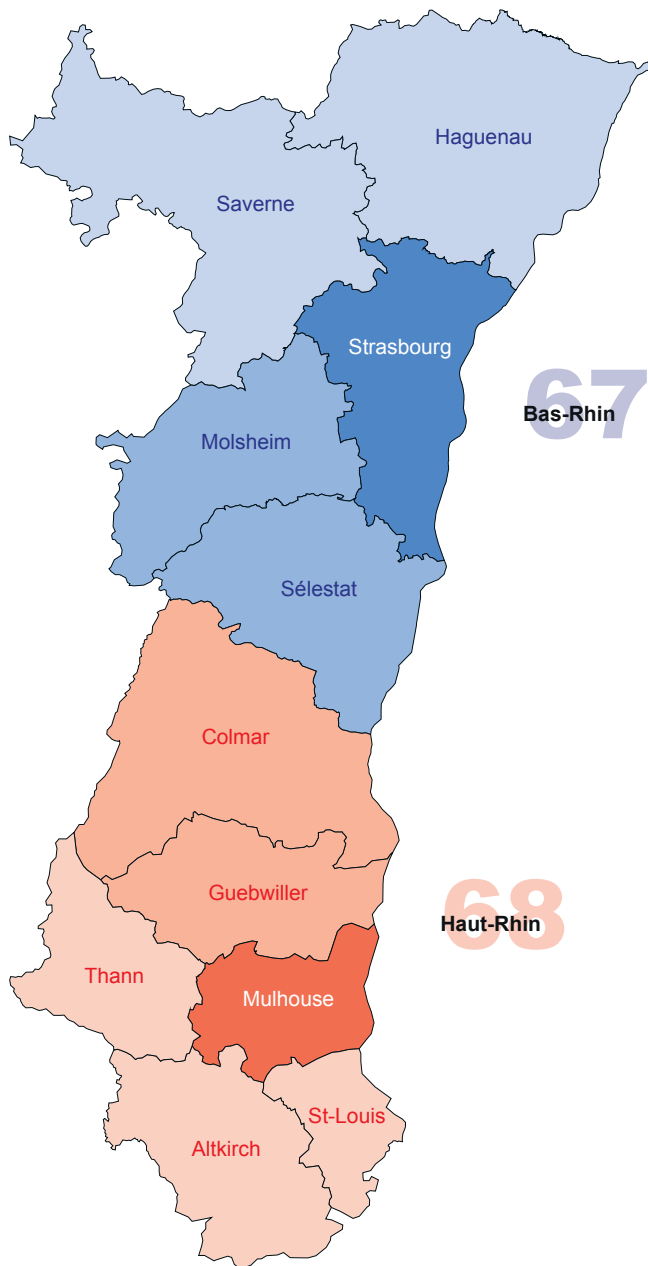 Haguenau
Saverne
Strasbourg
67
Bas-Rhin
Molsheim
Sélestat
Colmar
Guebwiller
68
Haut-Rhin
Thann
Mulhouse
St-Louis
Altkirch